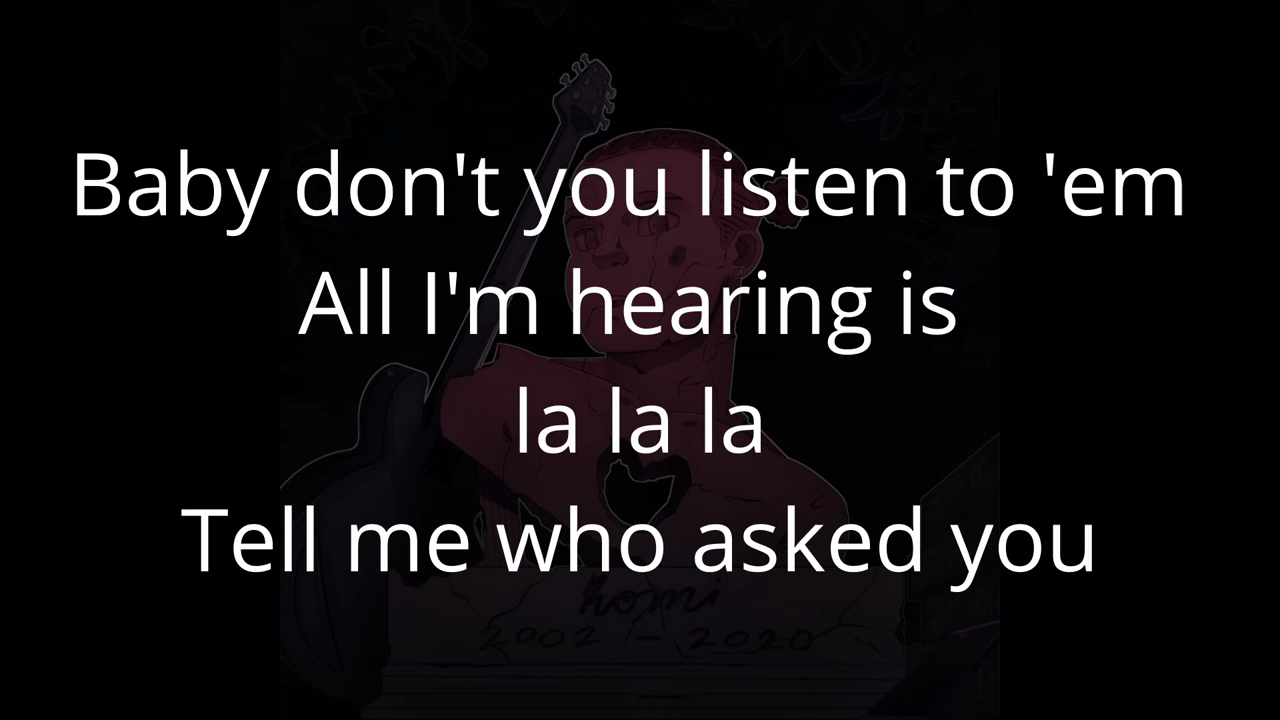 Baby don't you listen to 'em
All I'm hearing is
la la la
Tell me who asked you
romi
2002 - 2020